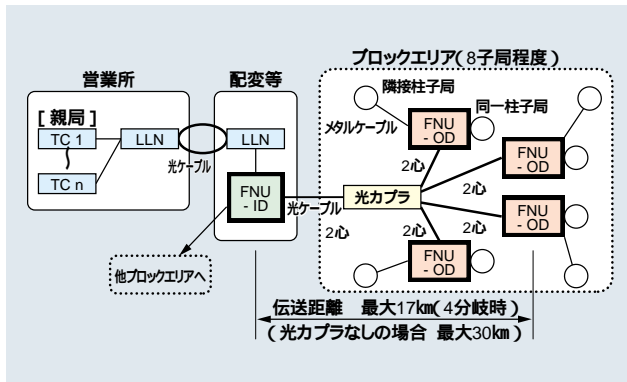 ブロックエリア(8子局程度)
営業所
配変等
隣接柱子局
同一柱子局
[ 親局 ]
TC 1
～
TC n
LLN
光ケーブル
LLN
FNU
- ID
メタルケーブル
FNU
- OD
FNU
- OD
2心
2心
光ケーブル
2心
光カプラ
2心
2心
FNU
- OD
FNU
- OD
他ブロックエリアへ
伝送距離 最大17km(4分岐時)
(光カプラなしの場合 最大30km)